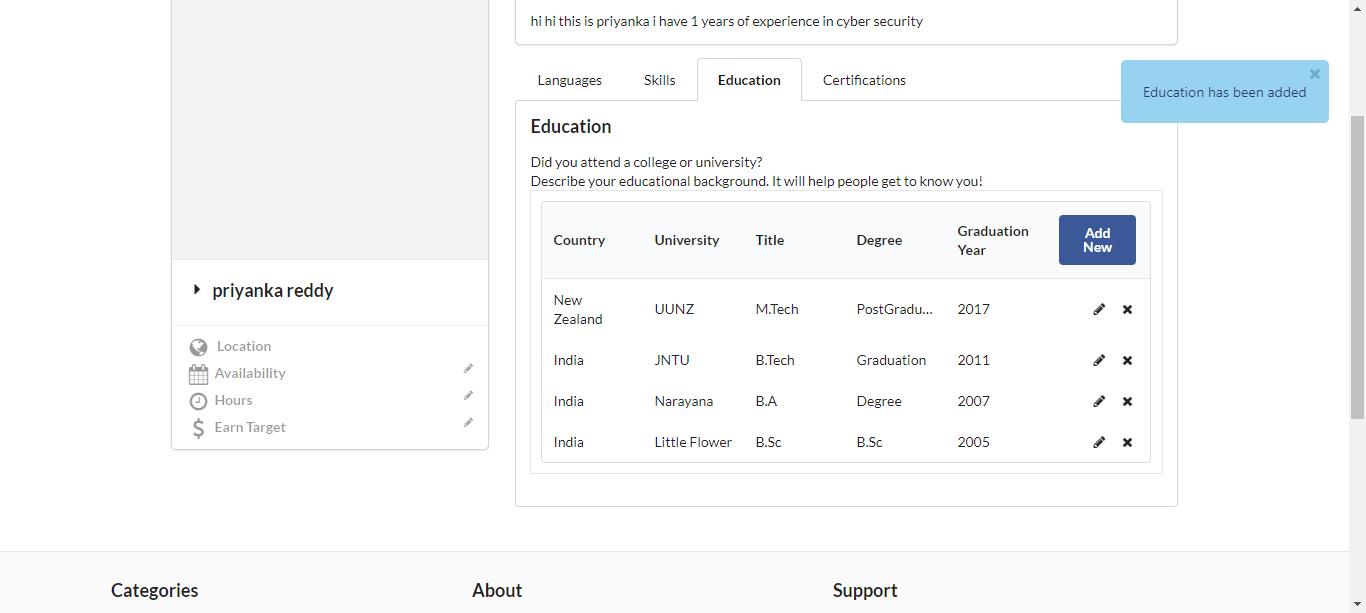 hi hi this is priyanka i have 1 years of experience in cyber security
Languages Skills Education Certifications
Education has been added
Education
Did you attend a college or university?
Describe your educational background. It will help people get to know you!
Country University Title Degree Graduation Year Add New
New Zealand UUNZ M.Tech PostGradu... 2017
India JNTU B.Tech Graduation 2011
India Narayana B.A Degree 2007
India Little Flower B.Sc B.Sc 2005
priyanka reddy
Location
Availability
Hours
Earn Target
Categories About Support